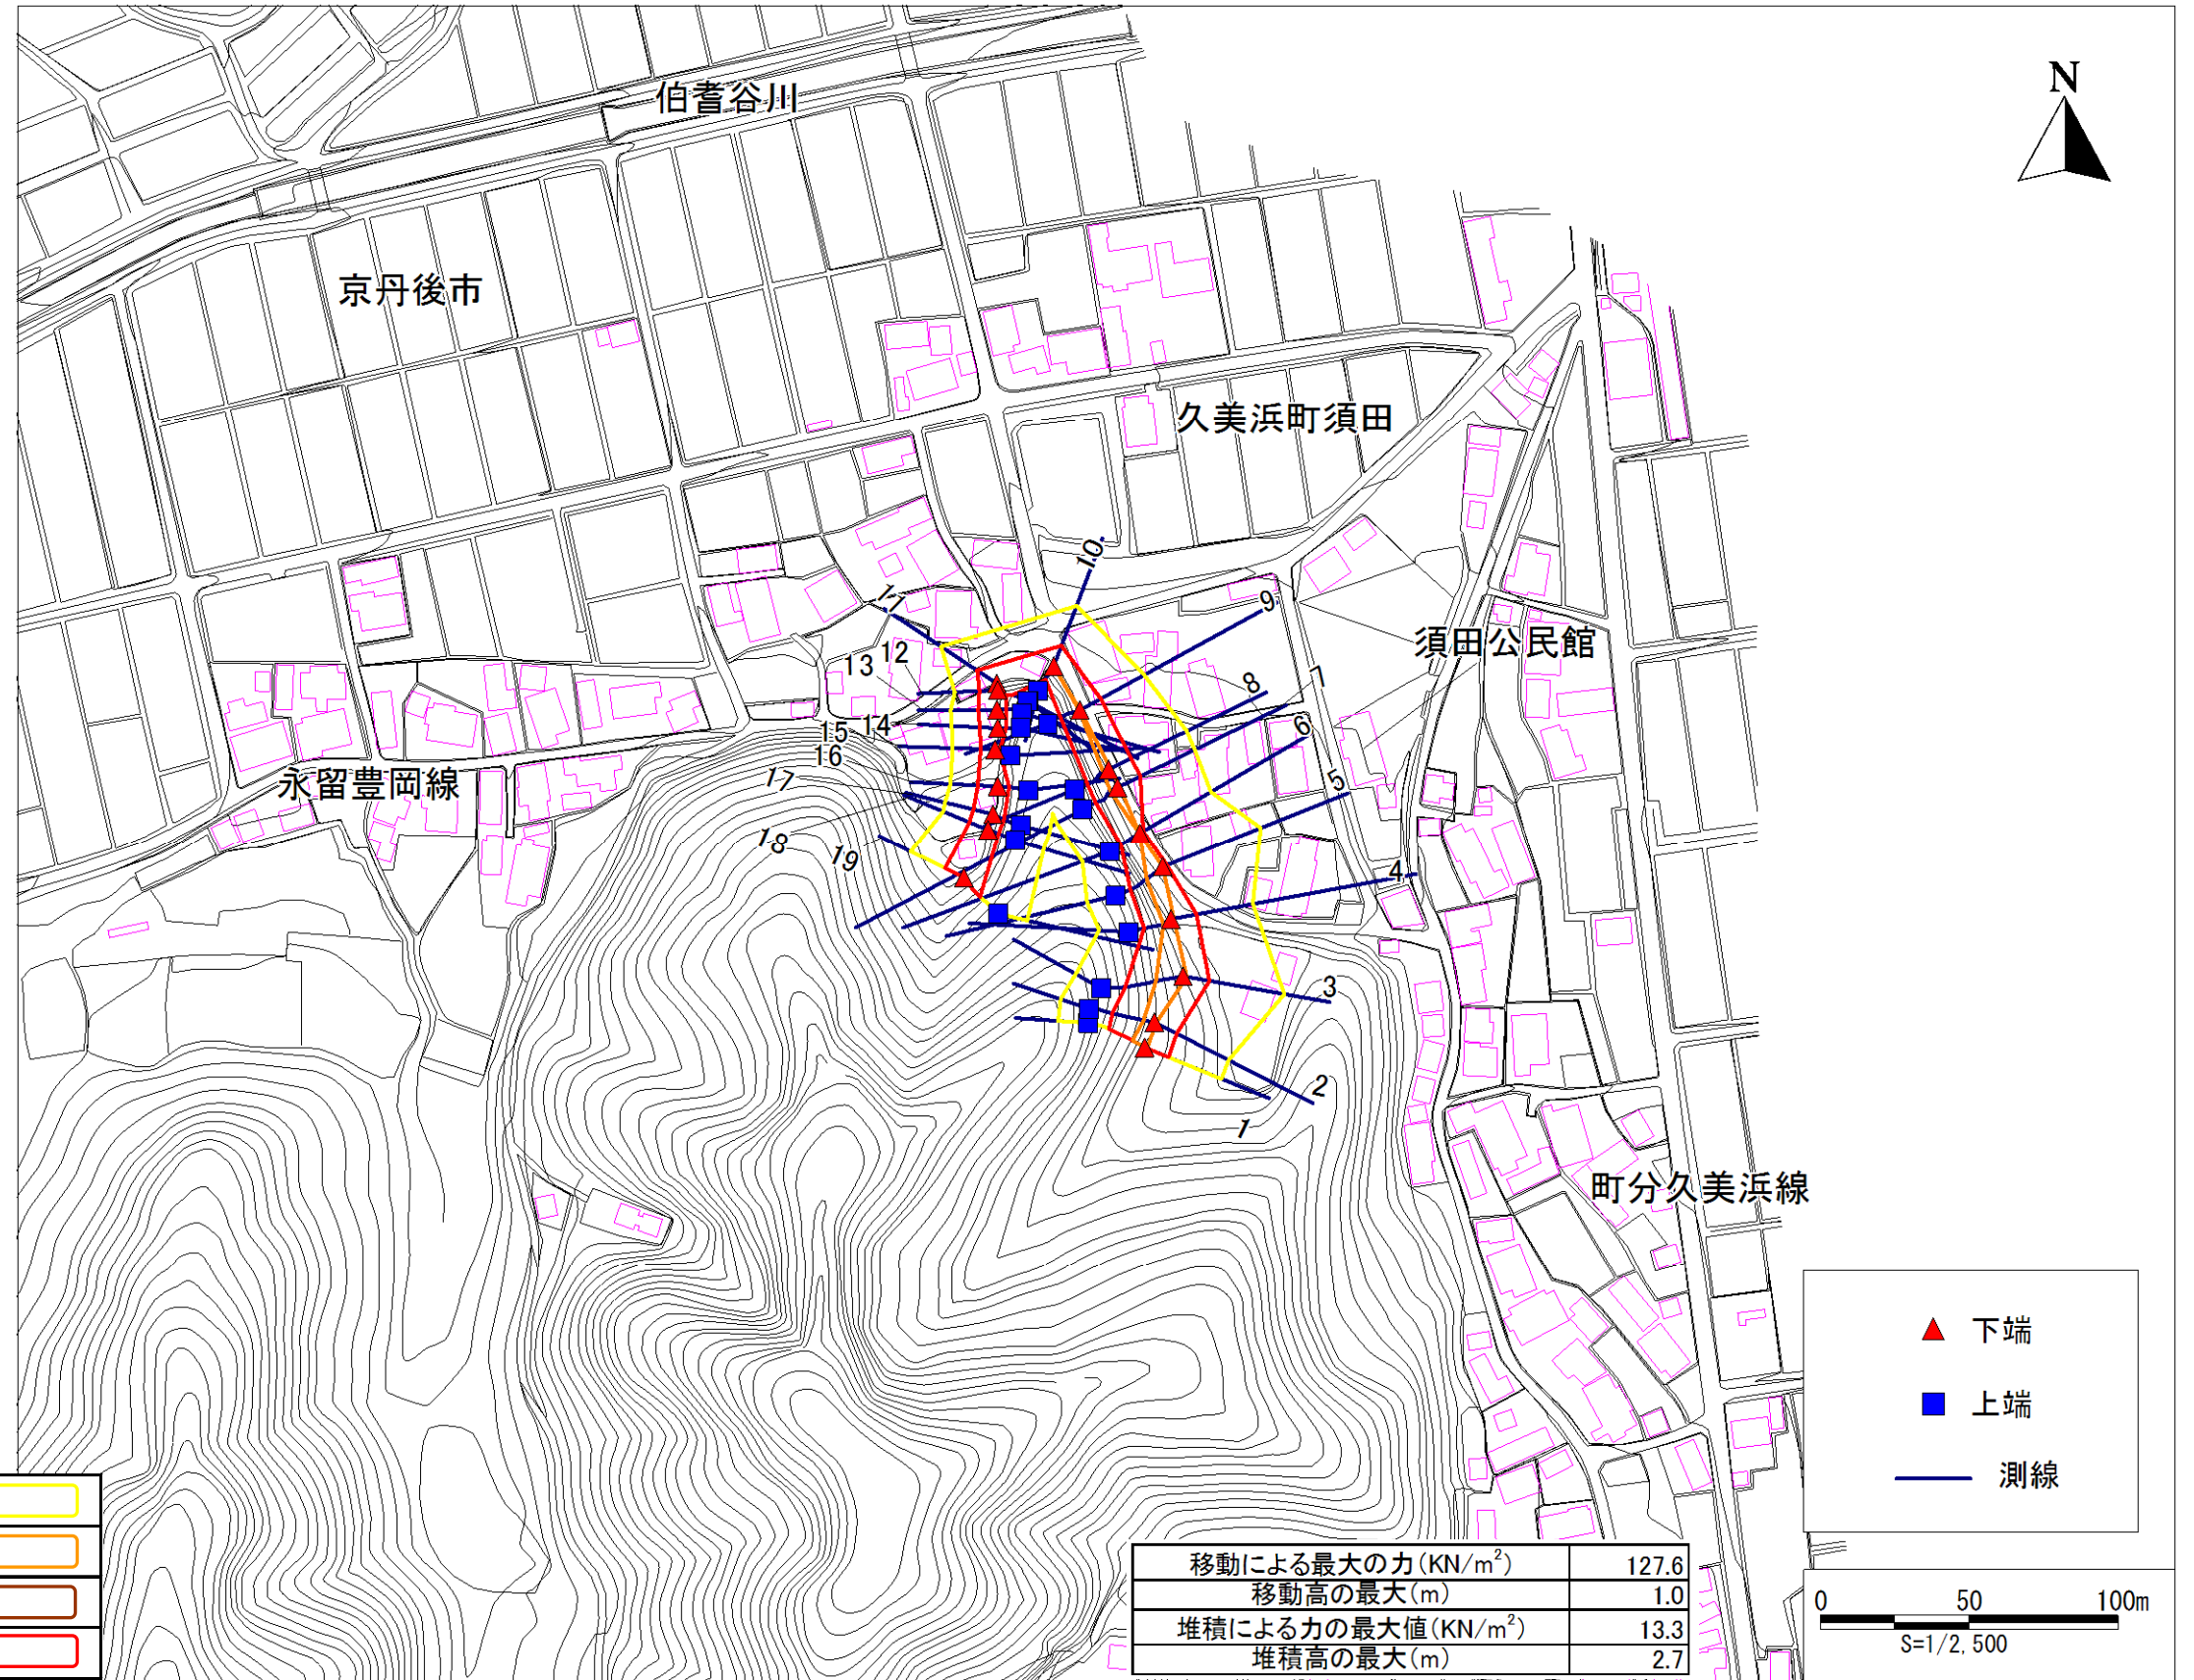 N
伯耆谷川
京丹後市
久美浜町須田
10
11
9
須田公民館
12
13
8
7
6
15 14
16
永留豊岡線
17
5
18
19
4
3
2
1
町分久美浜線
下端
上端
測線
移動による最大の力(KN/m²) 127.6
移動高の最大(m) 1.0
堆積による力の最大値(KN/m²) 13.3
堆積高の最大(m) 2.7
0 50 100m
S=1/2,500